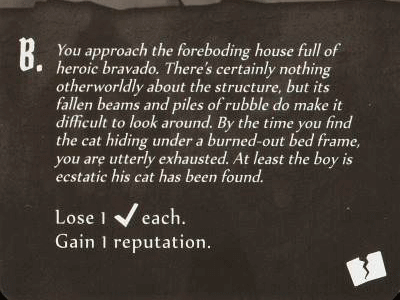 B. You approach the foreboding house full of
heroic bravado. There's certainly nothing
otherworldly about the structure, but its
fallen beams and piles of rubble do make it
difficult to look around. By the time you find
the cat hiding under a burned-out bed frame,
you are utterly exhausted. At least the boy is
ecstatic his cat has been found.
Lose 1 ✓ each.
Gain 1 reputation.